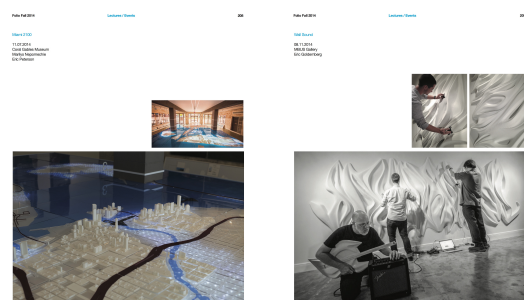 Folio Fall 2014
Lectures / Events
Miami 2100
11.07.2014
Coral Gables Museum
Marilys Nepomechie
Eric Peterson
Folio Fall 2014
Lectures / Events
Wall Sound
08.11.2014
MBUS Gallery
Eric Goldemberg